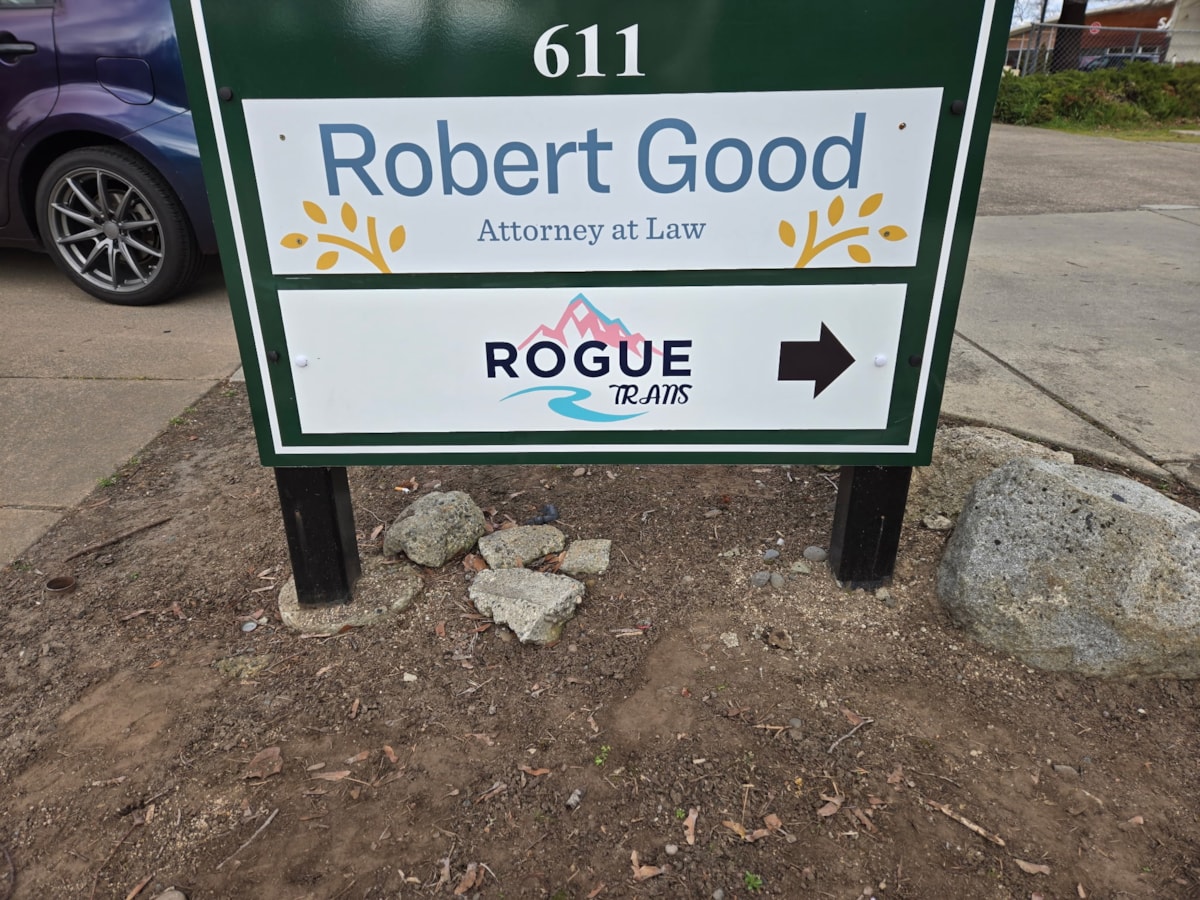 611
Robert Good
Attorney at Law
ROGUE
TRANS